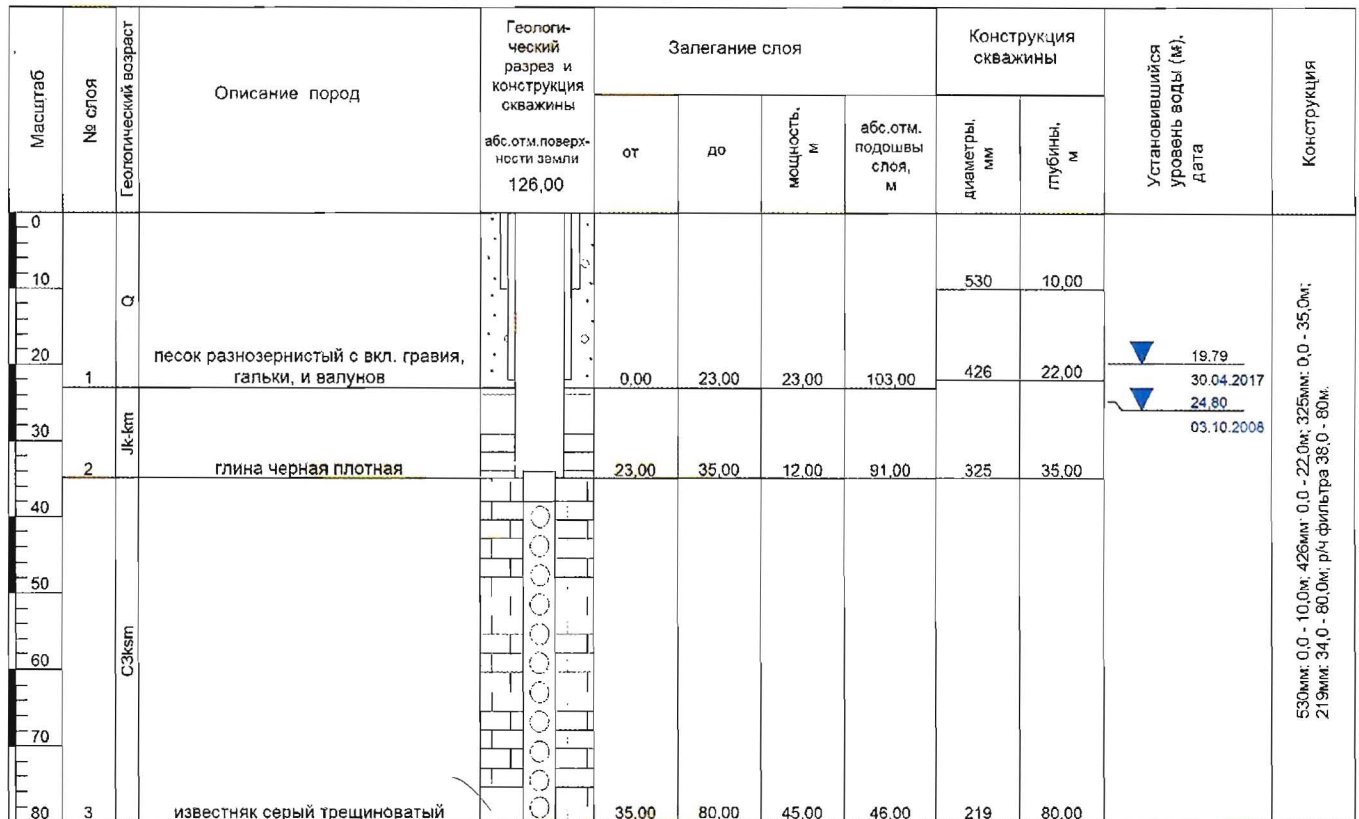 Масштаб
№ слоя
Геологический возраст
Описание пород
Геологи-
ческий
разрез и
конструкция
скважины
абс.отм.поверх-
ности земли
126,00
Залегание слоя
от
до
мощность,
м
абс.отм.
подошвы
слоя,
м
Конструкция
скважины
диаметры,
мм
глубины,
м
Установившийся
уровень воды (м),
дата
Конструкция
0
10
20
30
40
50
60
70
80
Q
530
10,00
песок разнозернистый с вкл. гравия,
1
гальки, и валунов
0,00
23,00
23,00
103,00
426
22,00
19.79
30.04.2017
24,80
03.10.2008
Jk-km
2
глина черная плотная
23,00
35,00
12,00
91,00
325
35,00
C3ksm
3
известняк серый трещиноватый
35,00
80,00
45,00
46,00
219
80,00
530мм: 0,0 - 10,0м; 426мм: 0,0 - 22,0м; 325мм: 0,0 - 35,0м;
219мм: 34,0 - 80,0м; р/ч фильтра 38,0 - 80м.